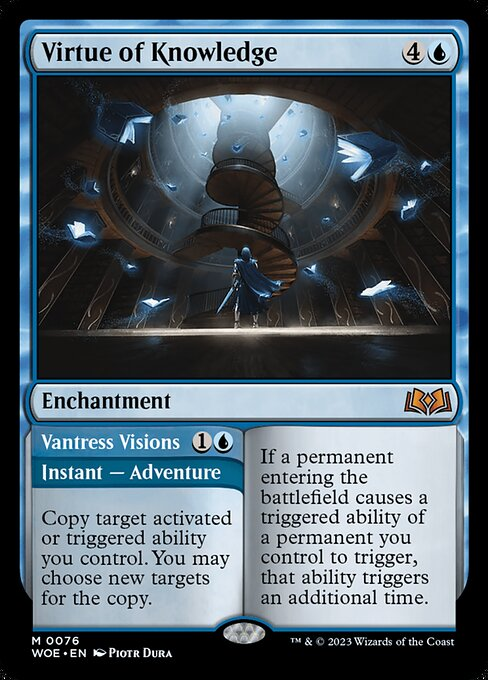 Virtue of Knowledge 4
Enchantment
Vantress Visions 1
Instant — Adventure
Copy target activated
or triggered ability
you control. You may
choose new targets
for the copy.
If a permanent
entering the
battlefield causes a
triggered ability of
a permanent you
control to trigger,
that ability triggers
an additional time.
M 0076
WOE • EN Piotr Dura
™ & © 2023 Wizards of the Coast